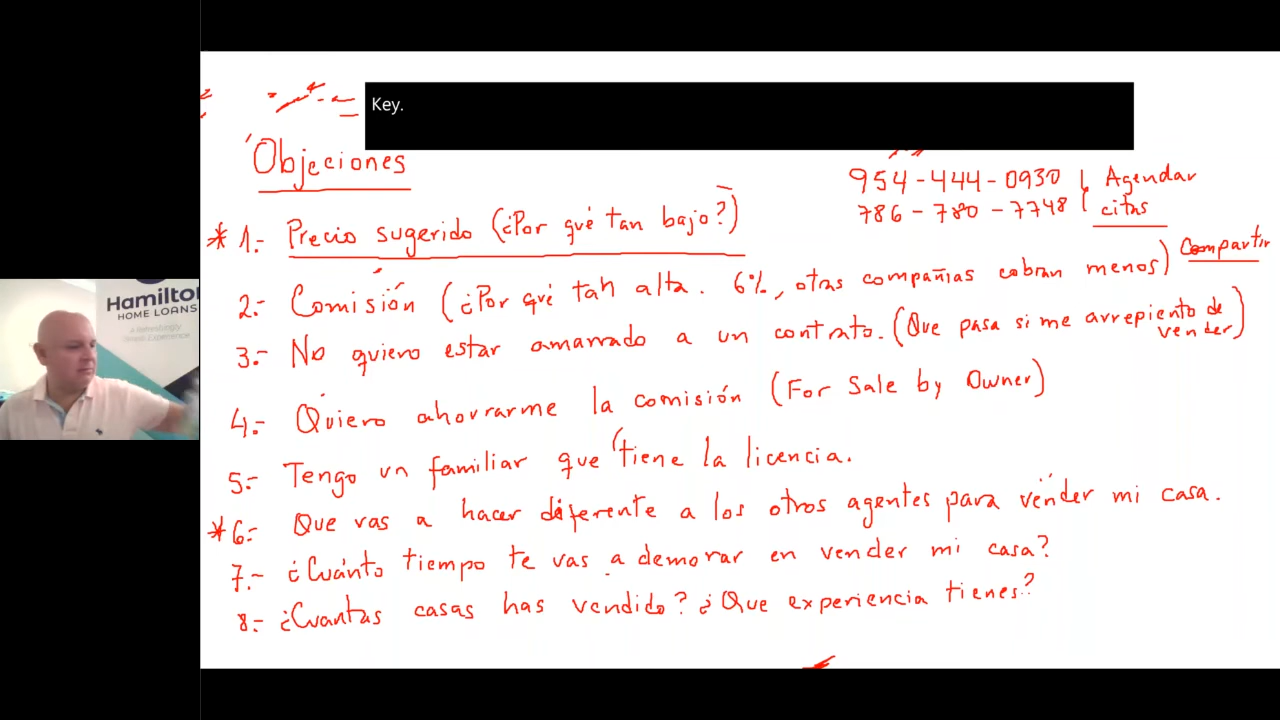 Key.
Objeciones
954-444-0930 | Agendar
786-780-7748 | citas
* 1.- Precio sugerido (¿Por qué tan bajo?)
Compartir
2.- Comisión (¿Por qué tan alta. 6%, otras compañias cobran menos)
3.- No quiero estar amarrado a un contrato. (Que pasa si me arrepiento de vender)
4.- Quiero ahorrarme la comisión (For Sale by Owner)
5.- Tengo un familiar que tiene la licencia.
* 6.- Que vas a hacer diferente a los otros agentes para vender mi casa.
7.- ¿Cuánto tiempo te vas a demorar en vender mi casa?
8.- ¿Cuantas casas has vendido? ¿Que experiencia tienes?
Hamilton
HOME LOANS